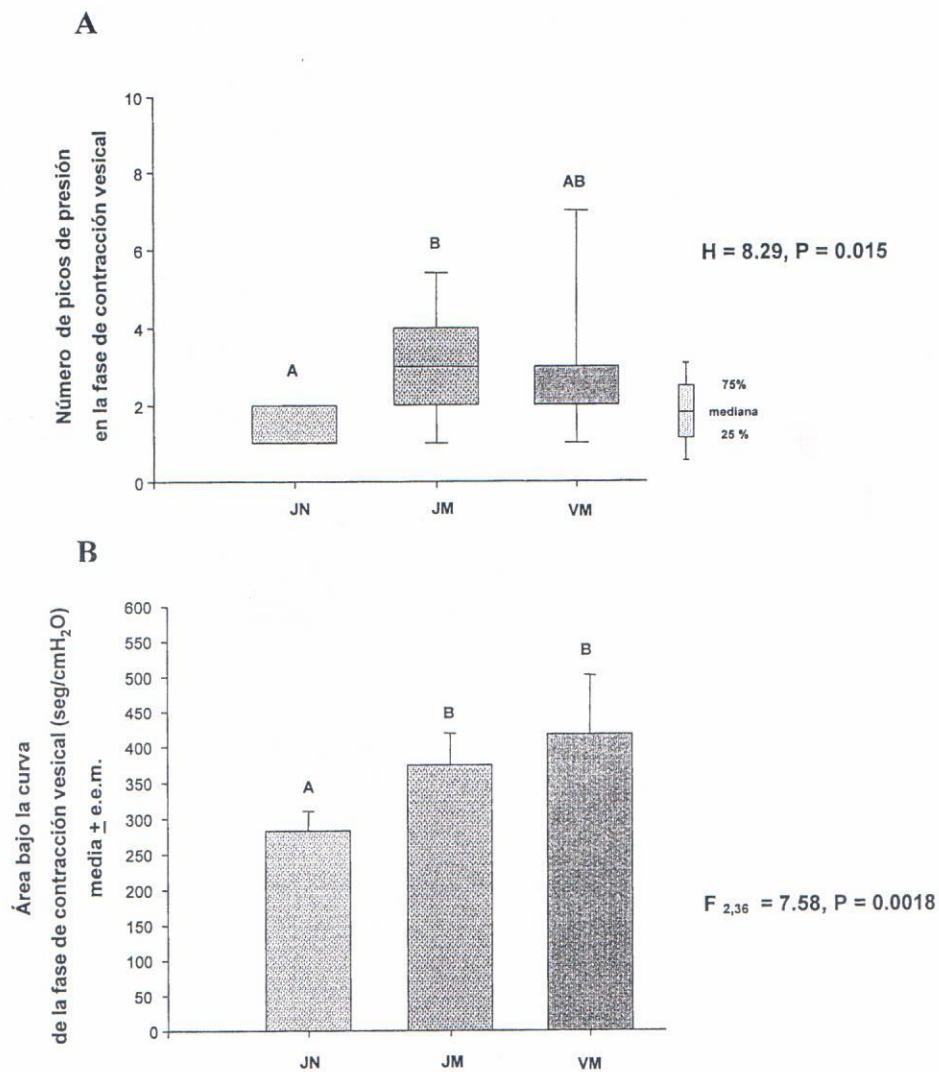 A
Número de picos de presión
en la fase de contracción vesical
10
8
6
4
2
0
A
B
AB
JN
JM
VM
H = 8.29, P = 0.015
75%
mediana
25 %
B
Área bajo la curva
de la fase de contracción vesical (seg/cmH₂O)
media ± e.e.m.
600
550
500
450
400
350
300
250
200
150
100
50
0
A
B
B
JN
JM
VM
F 2,36 = 7.58, P = 0.0018